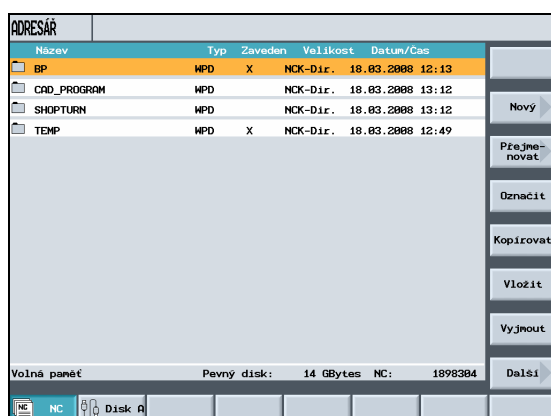 ADRESÁŘ
Název Typ Zaveden Velikost Datum/Čas
BP WPD X NCK-Dir. 18.03.2008 12:13
CAD_PROGRAM WPD NCK-Dir. 18.03.2008 13:12
SHOPTURN WPD NCK-Dir. 18.03.2008 13:12
TEMP WPD X NCK-Dir. 18.03.2008 12:49
Nový
Přejme-
novat
Označit
Kopírovat
Vložit
Vyjmout
Další
Volná paměť Pevný disk: 14 GBytes NC: 1898304
NC NC Disk A